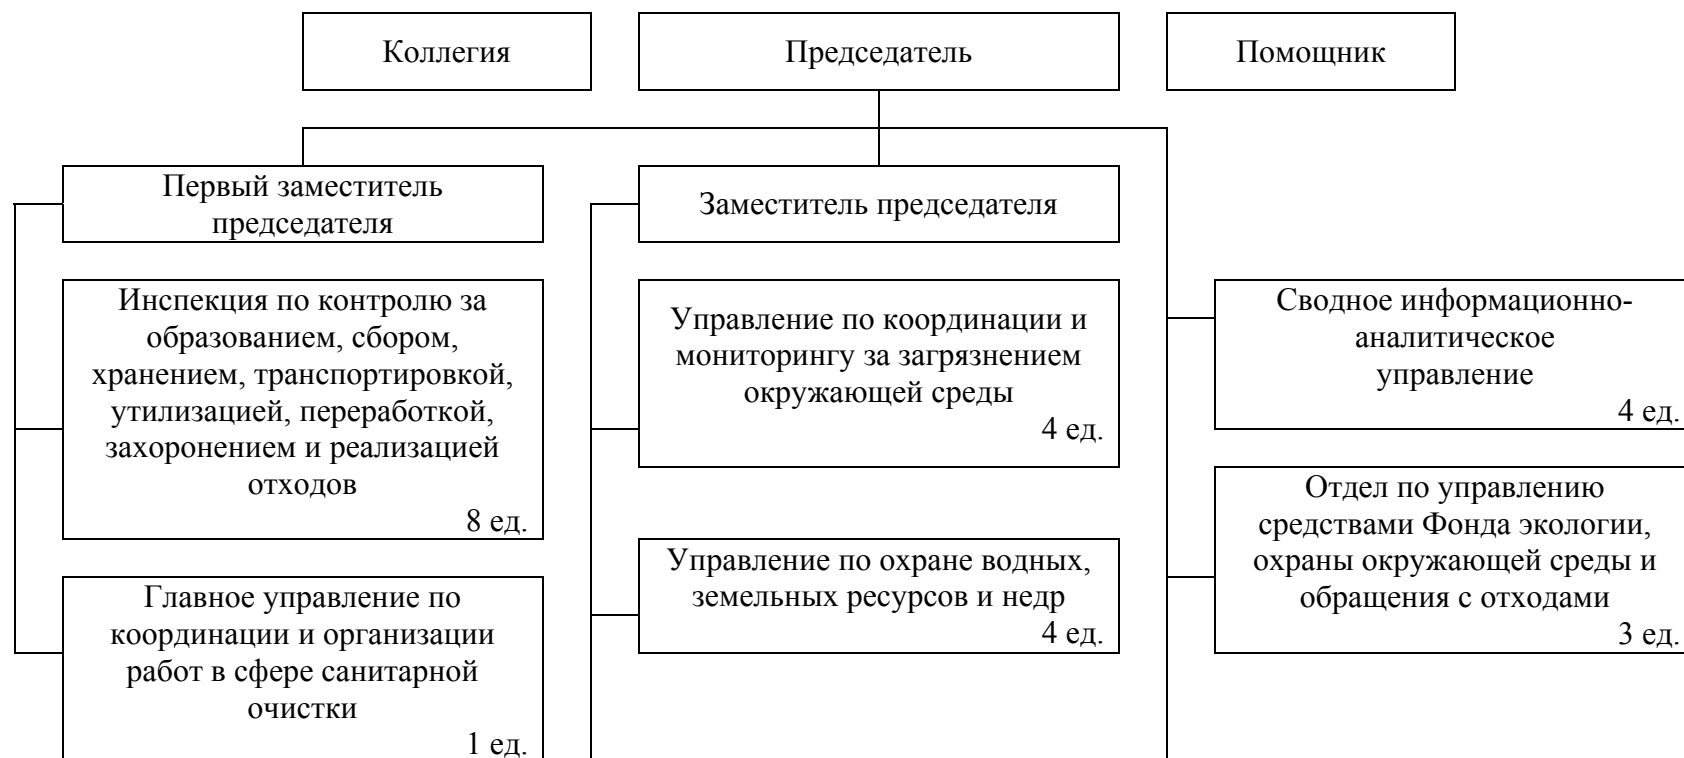 Коллегия
Председатель
Помощник
Первый заместитель
председателя
Заместитель председателя
Инспекция по контролю за
образованием, сбором,
хранением, транспортировкой,
утилизацией, переработкой,
захоронением и реализацией
отходов
8 ед.
Управление по координации и
мониторингу за загрязнением
окружающей среды
4 ед.
Сводное информационно-
аналитическое
управление
4 ед.
Главное управление по
координации и организации
работ в сфере санитарной
очистки
1 ед.
Управление по охране водных,
земельных ресурсов и недр
4 ед.
Отдел по управлению
средствами Фонда экологии,
охраны окружающей среды и
обращения с отходами
3 ед.